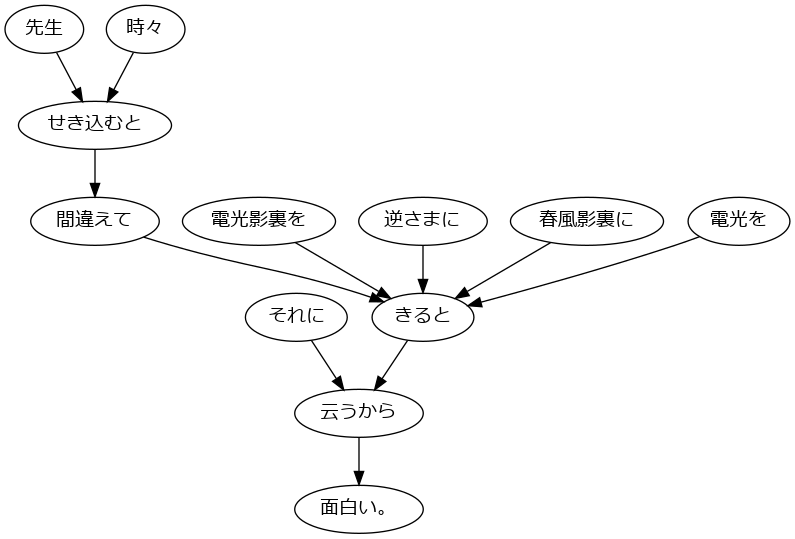 先生
時々
せき込むと
間違えて
電光影裏を
逆さまに
春風影裏に
電光を
それに
きると
云うから
面白い。